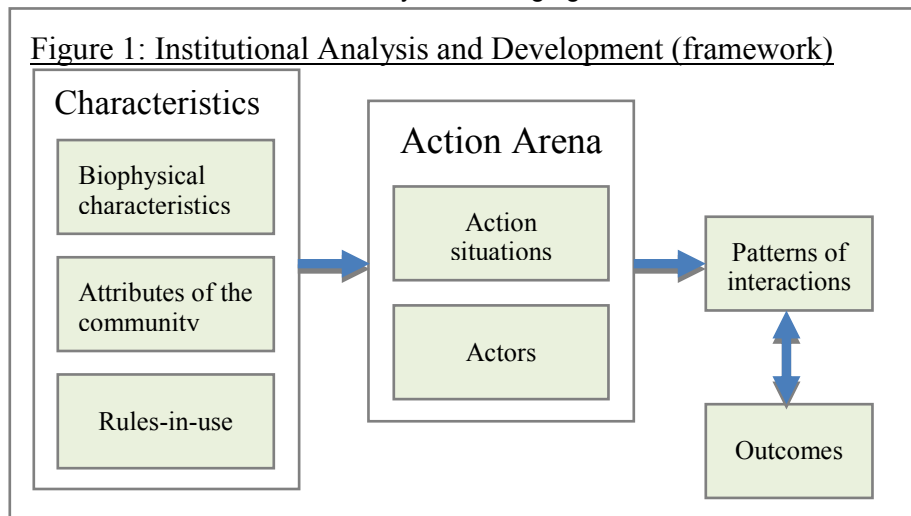 Figure 1: Institutional Analysis and Development (framework)
Characteristics
Biophysical
characteristics
Attributes of the
community
Rules-in-use
Action Arena
Action
situations
Actors
Patterns of
interactions
Outcomes